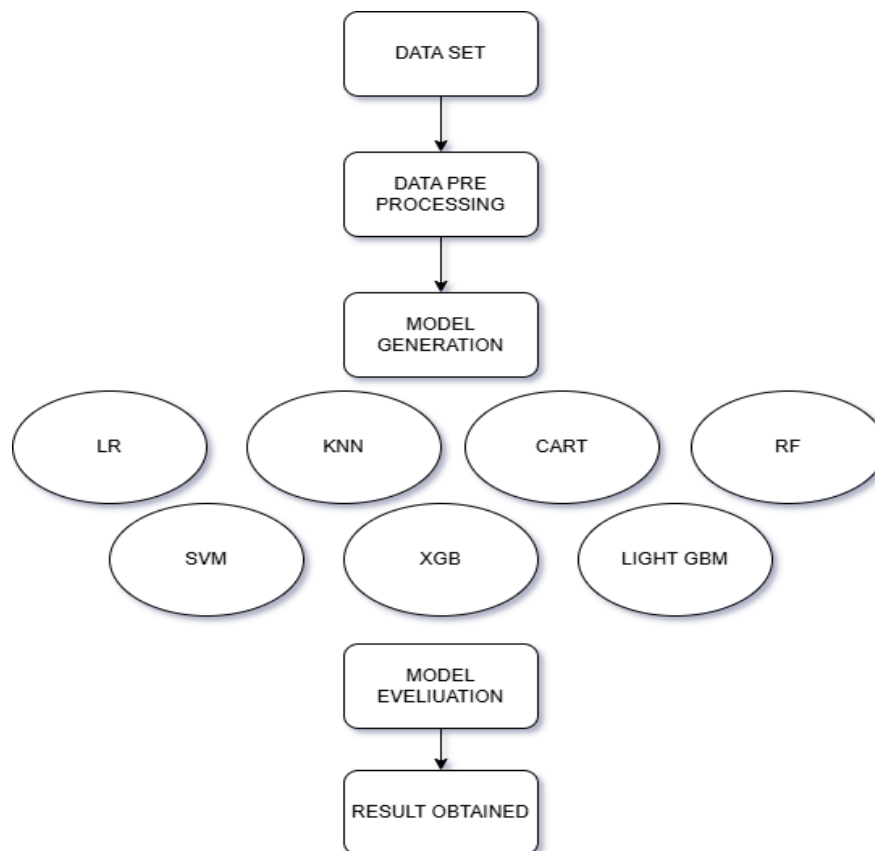 DATA SET
DATA PRE
PROCESSING
MODEL
GENERATION
LR
KNN
CART
RF
SVM
XGB
LIGHT GBM
MODEL
EVELIUATION
RESULT OBTAINED